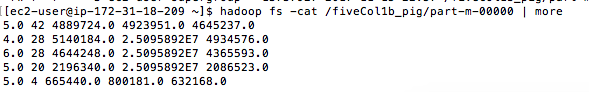 [[ec2-user@ip-172-31-18-209 ~]$ hadoop fs -cat /fiveCol1b_pig/part-m-00000 | more
5.0 42 4889724.0 4923951.0 4645237.0
4.0 28 5140184.0 2.5095892E7 4934576.0
6.0 28 4644248.0 2.5095892E7 4365593.0
5.0 20 2196340.0 2.5095892E7 2086523.0
5.0 4 665440.0 800181.0 632168.0